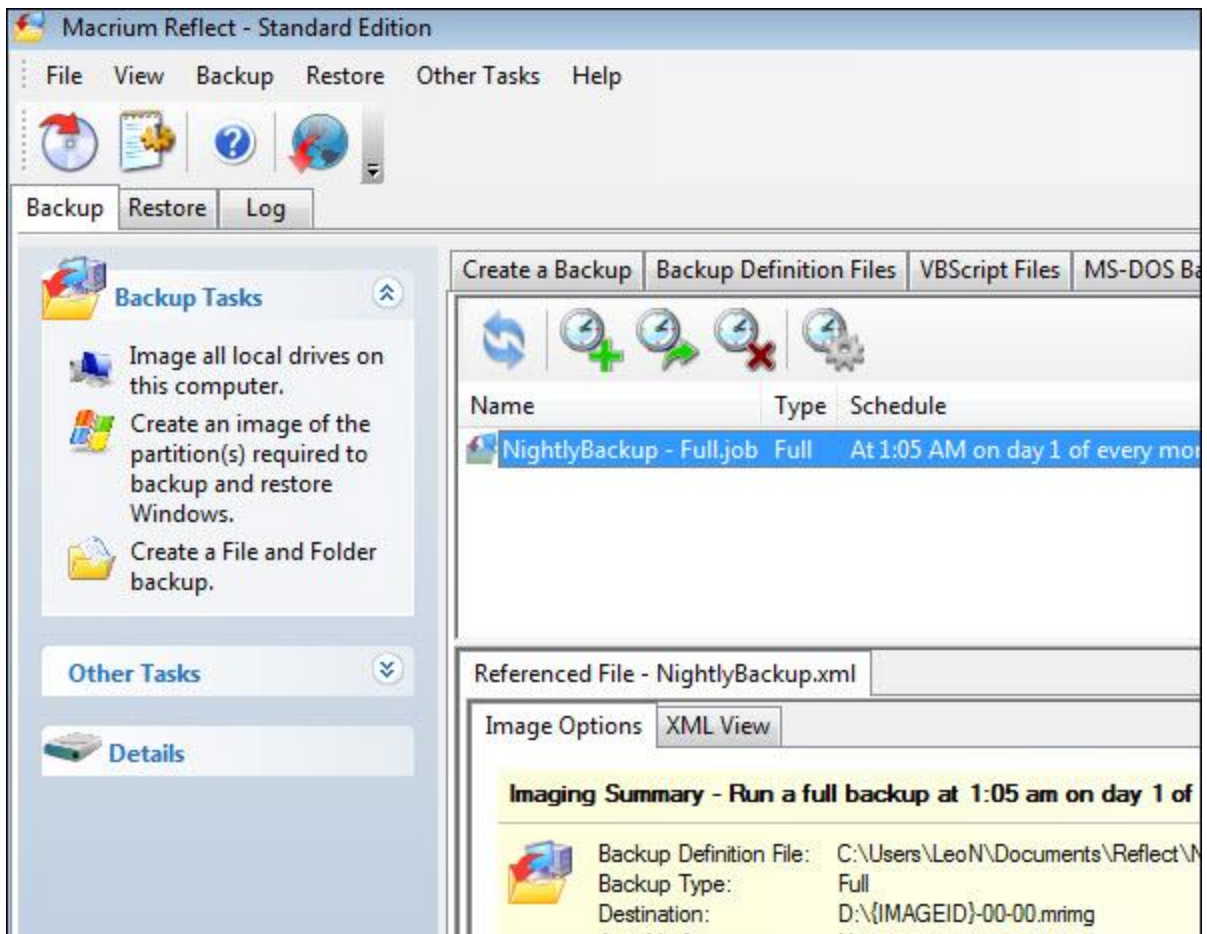 Macrium Reflect - Standard Edition
File View Backup Restore Other Tasks Help
Backup Restore Log
Backup Tasks
Image all local drives on
this computer.
Create an image of the
partition(s) required to
backup and restore
Windows.
Create a File and Folder
backup.
Other Tasks
Details
Create a Backup Backup Definition Files VBScript Files MS-DOS Ba
Name Type Schedule
NightlyBackup - Full.job Full At 1:05 AM on day 1 of every mon
Referenced File - NightlyBackup.xml
Image Options XML View
Imaging Summary - Run a full backup at 1:05 am on day 1 of
Backup Definition File: C:\Users\LeoN\Documents\Reflect\N
Backup Type: Full
Destination: D:\{IMAGEID}-00-00.mrimg